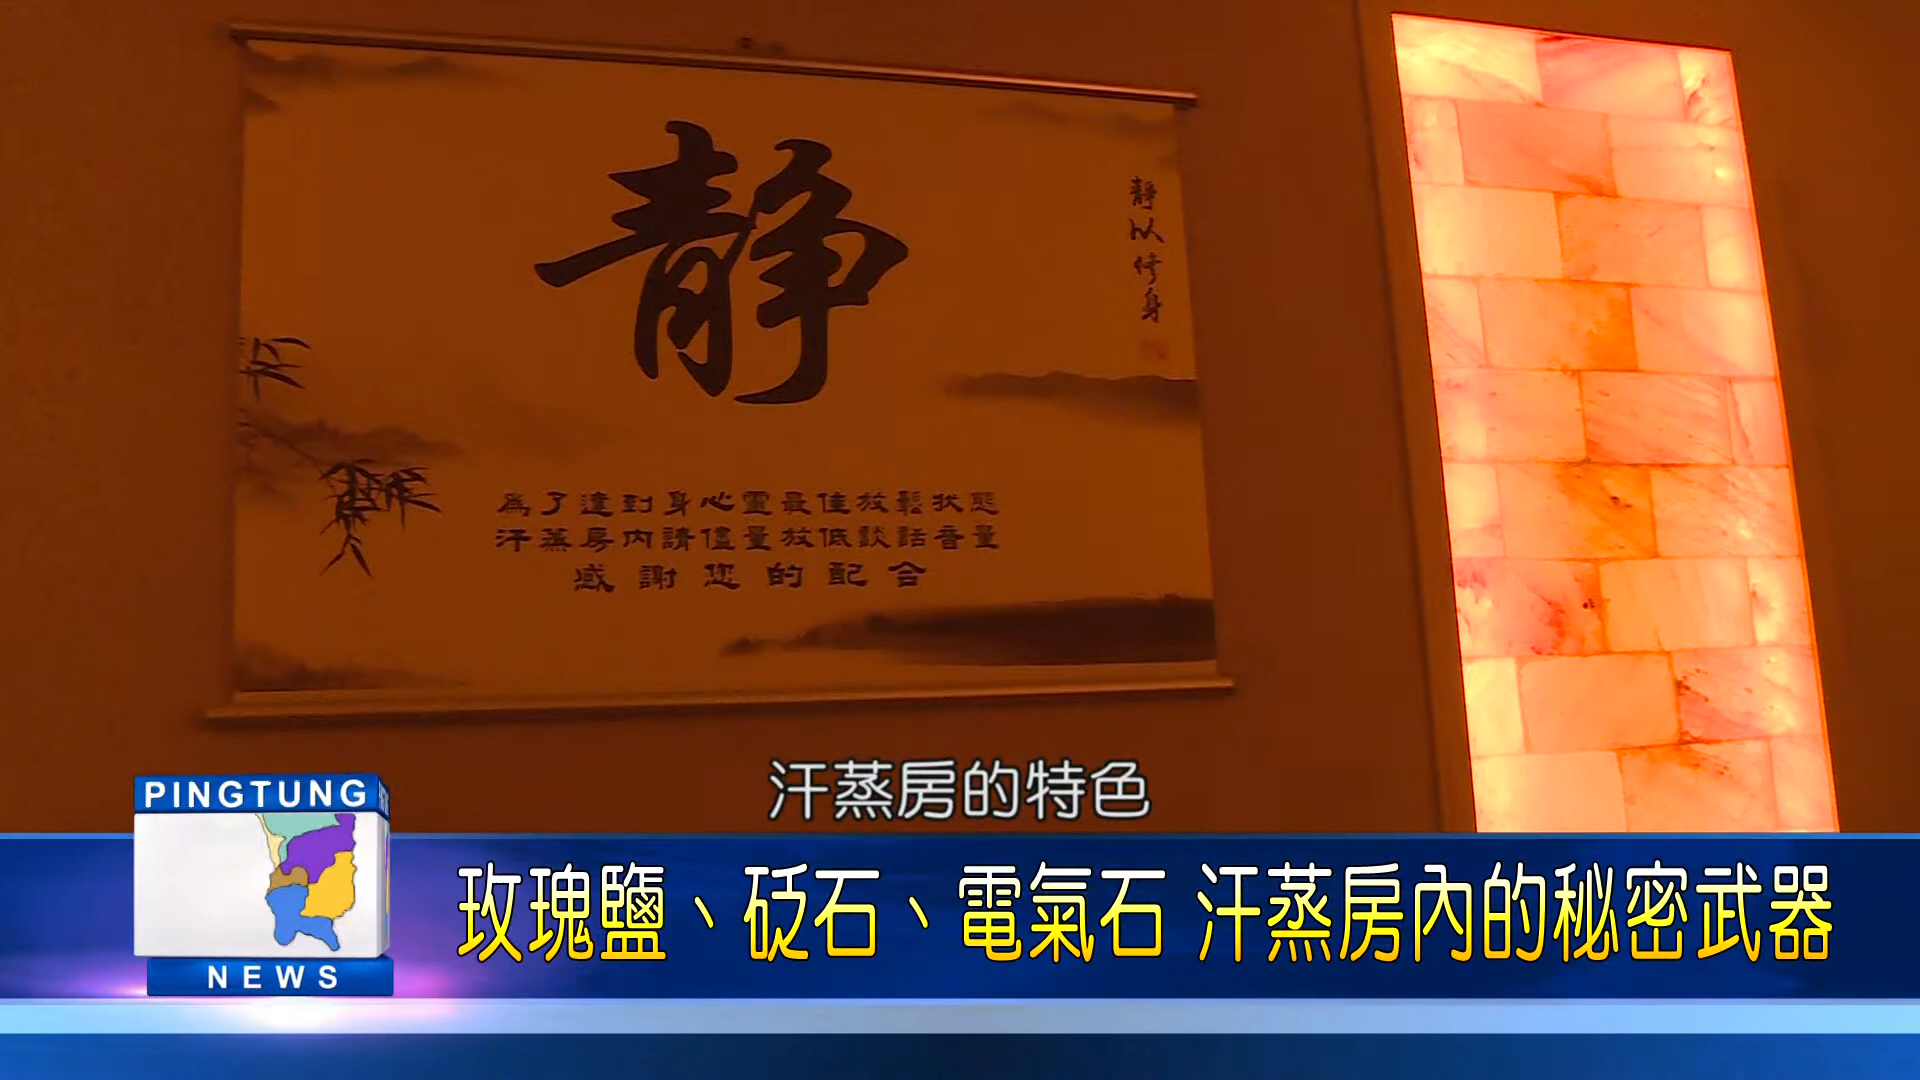 靜
靜以修身
為了達到身心靈最佳放鬆狀態
汗蒸房內請儘量放低談話音量
感謝您的配合
汗蒸房的特色
PINGTUNG
NEWS
玫瑰鹽、砭石、電氣石 汗蒸房內的秘密武器